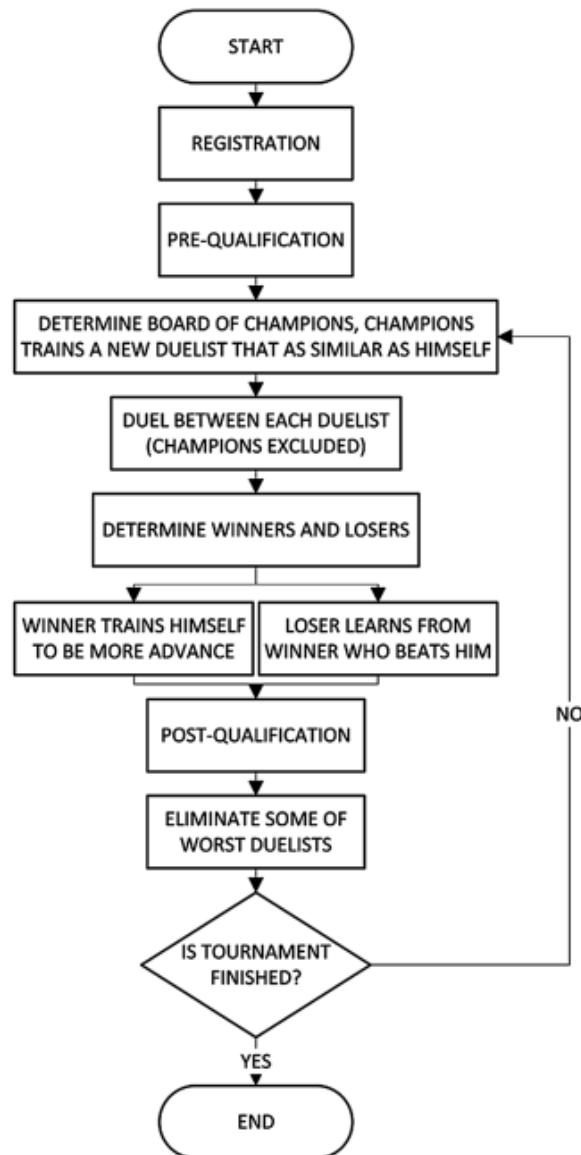 START
REGISTRATION
PRE-QUALIFICATION
DETERMINE BOARD OF CHAMPIONS, CHAMPIONS
TRAINS A NEW DUELIST THAT AS SIMILAR AS HIMSELF
DUEL BETWEEN EACH DUELIST
(CHAMPIONS EXCLUDED)
DETERMINE WINNERS AND LOSERS
WINNER TRAINS HIMSELF
TO BE MORE ADVANCE
LOSER LEARNS FROM
WINNER WHO BEATS HIM
POST-QUALIFICATION
ELIMINATE SOME OF
WORST DUELISTS
IS TOURNAMENT
FINISHED?
NO
YES
END